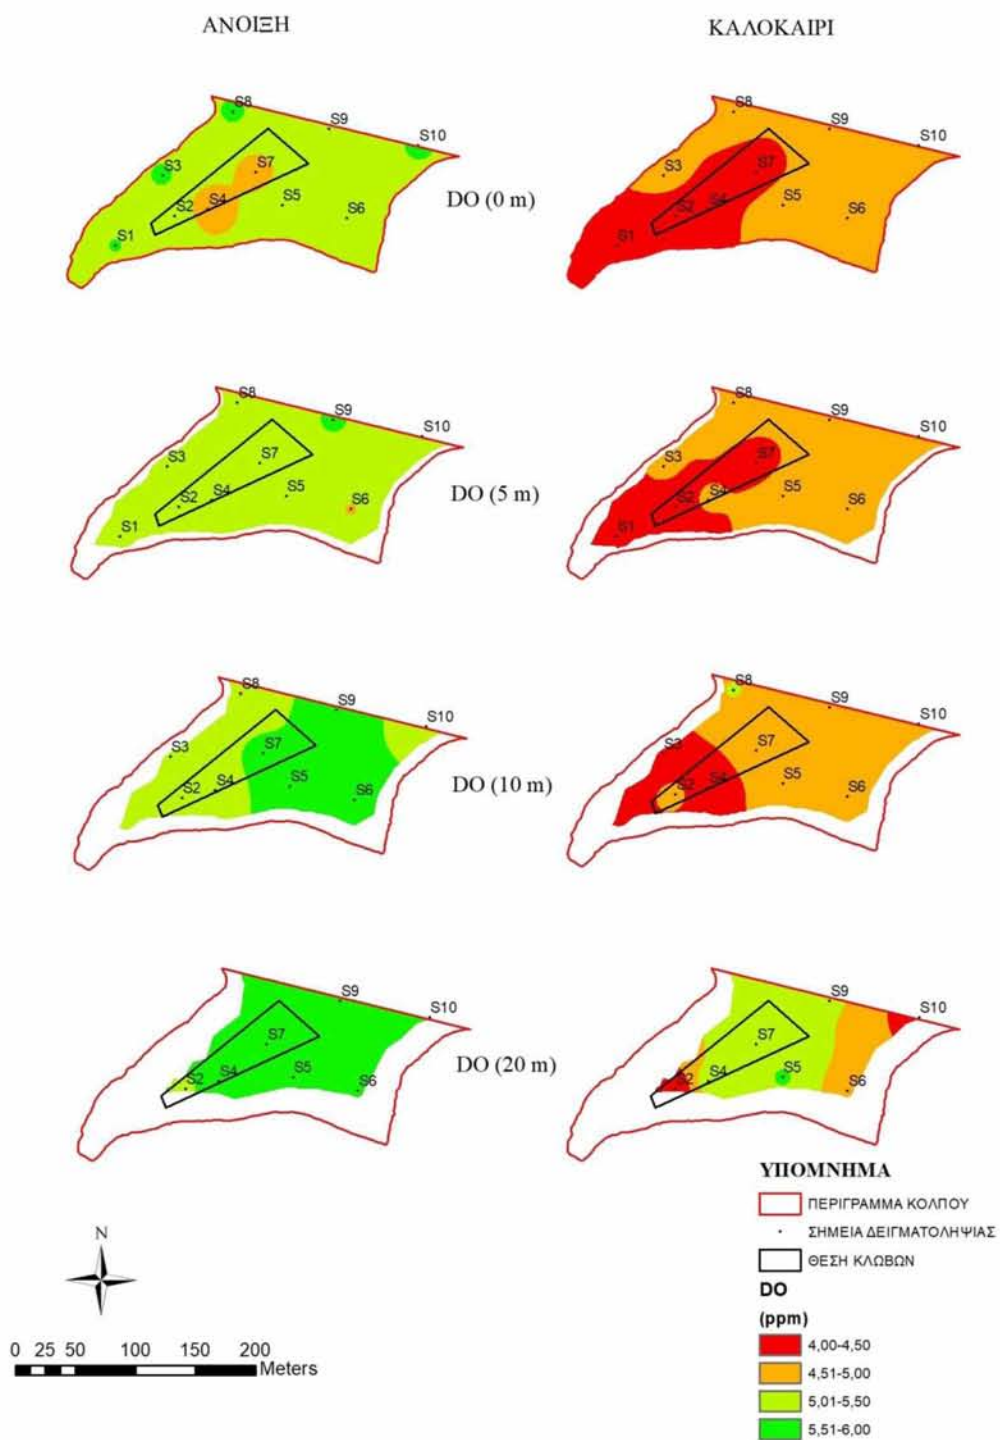 ΑΝΟΙΞΗ
ΚΑΛΟΚΑΙΡΙ
S8
S9
S10
S3
S7
S2
S4
S5
S6
S1
DO (0 m)
S8
S9
S10
S3
S7
S2
S4
S5
S6
S1
S8
S9
S10
S3
S7
S2
S4
S5
S6
S1
DO (5 m)
S8
S9
S10
S3
S7
S2
S4
S5
S6
S1
S8
S9
S10
S3
S7
S2
S4
S5
S6
DO (10 m)
S8
S9
S10
S3
S7
S2
S4
S5
S6
S9
S10
S7
S2
S4
S5
S6
DO (20 m)
S9
S10
S7
S2
S4
S5
S6
ΥΠΟΜΝΗΜΑ
ΠΕΡΙΓΡΑΜΜΑ ΚΟΛΠΟΥ
ΣΗΜΕΙΑ ΔΕΙΓΜΑΤΟΛΗΨΙΑΣ
ΘΕΣΗ ΚΛΩΒΩΝ
DO
(ppm)
4,00-4,50
4,51-5,00
5,01-5,50
5,51-6,00
N
0 25 50 100 150 200
Meters